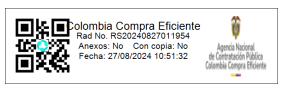 Colombia Compra Eficiente
Rad No. RS20240827011954
Anexos: No Con copia: No
Fecha: 27/08/2024 10:51:32
Agencia Nacional
de Contratación Pública
Colombia Compra Eficiente